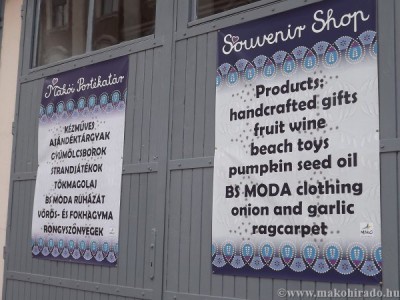 Makói Portékatár
KÉZMŰVES
AJÁNDÉKTÁRGYAK
GYÜMÖLCSBOROK
STRANDJÁTÉKOK
TÖKMAGOLAJ
BS MODA RUHÁZAT
VÖRÖS- ÉS FOKHAGYMA
RONGYSZŐNYEGEK
Souvenir Shop
Products:
handcrafted gifts
fruit wine
beach toys
pumpkin seed oil
BS MODA clothing
onion and garlic
ragcarpet
MAKÓ
©www.makohirado.hu